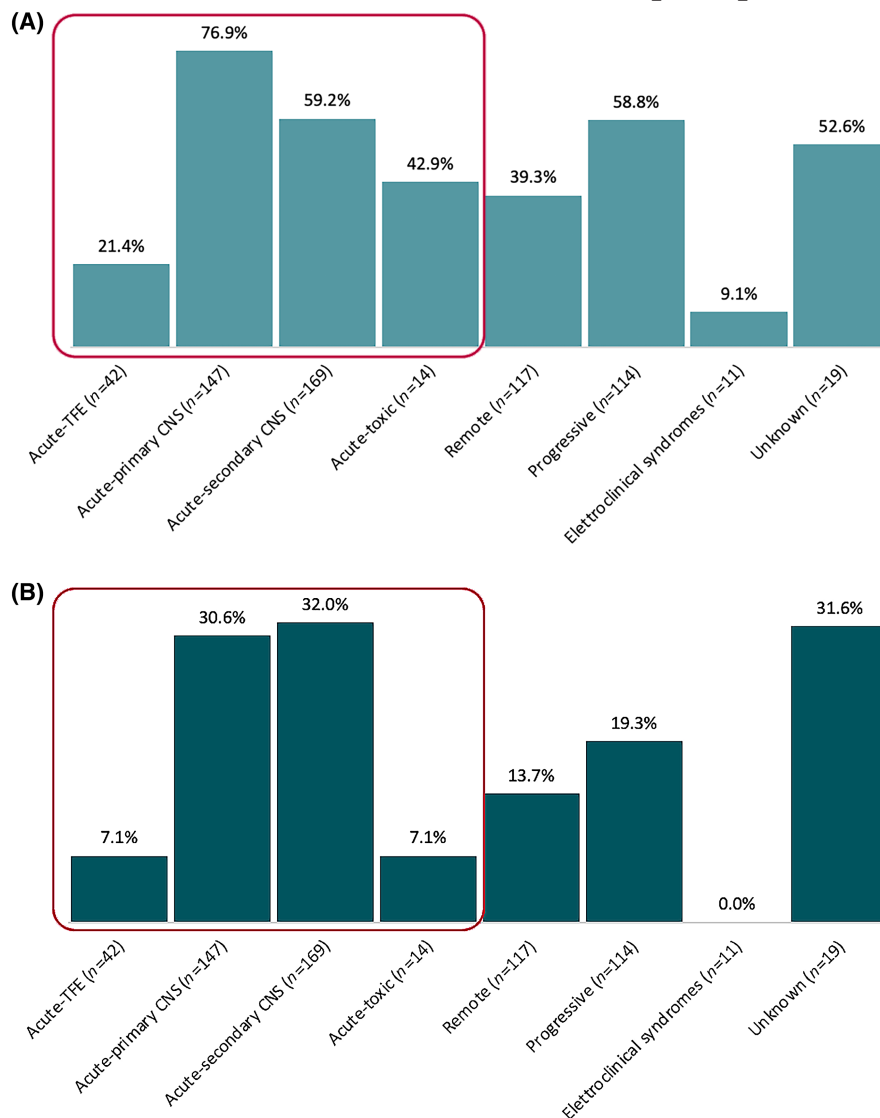 (A)
76.9%
59.2%
58.8%
52.6%
42.9%
39.3%
21.4%
9.1%
Acute-TFE (n=42)
Acute-primary CNS (n=147)
Acute-secondary CNS (n=169)
Acute-toxic (n=14)
Remote (n=117)
Progressive (n=114)
Elettroclinical syndromes (n=11)
Unknown (n=19)
(B)
30.6%
32.0%
31.6%
19.3%
13.7%
7.1%
7.1%
0.0%
Acute-TFE (n=42)
Acute-primary CNS (n=147)
Acute-secondary CNS (n=169)
Acute-toxic (n=14)
Remote (n=117)
Progressive (n=114)
Elettroclinical syndromes (n=11)
Unknown (n=19)